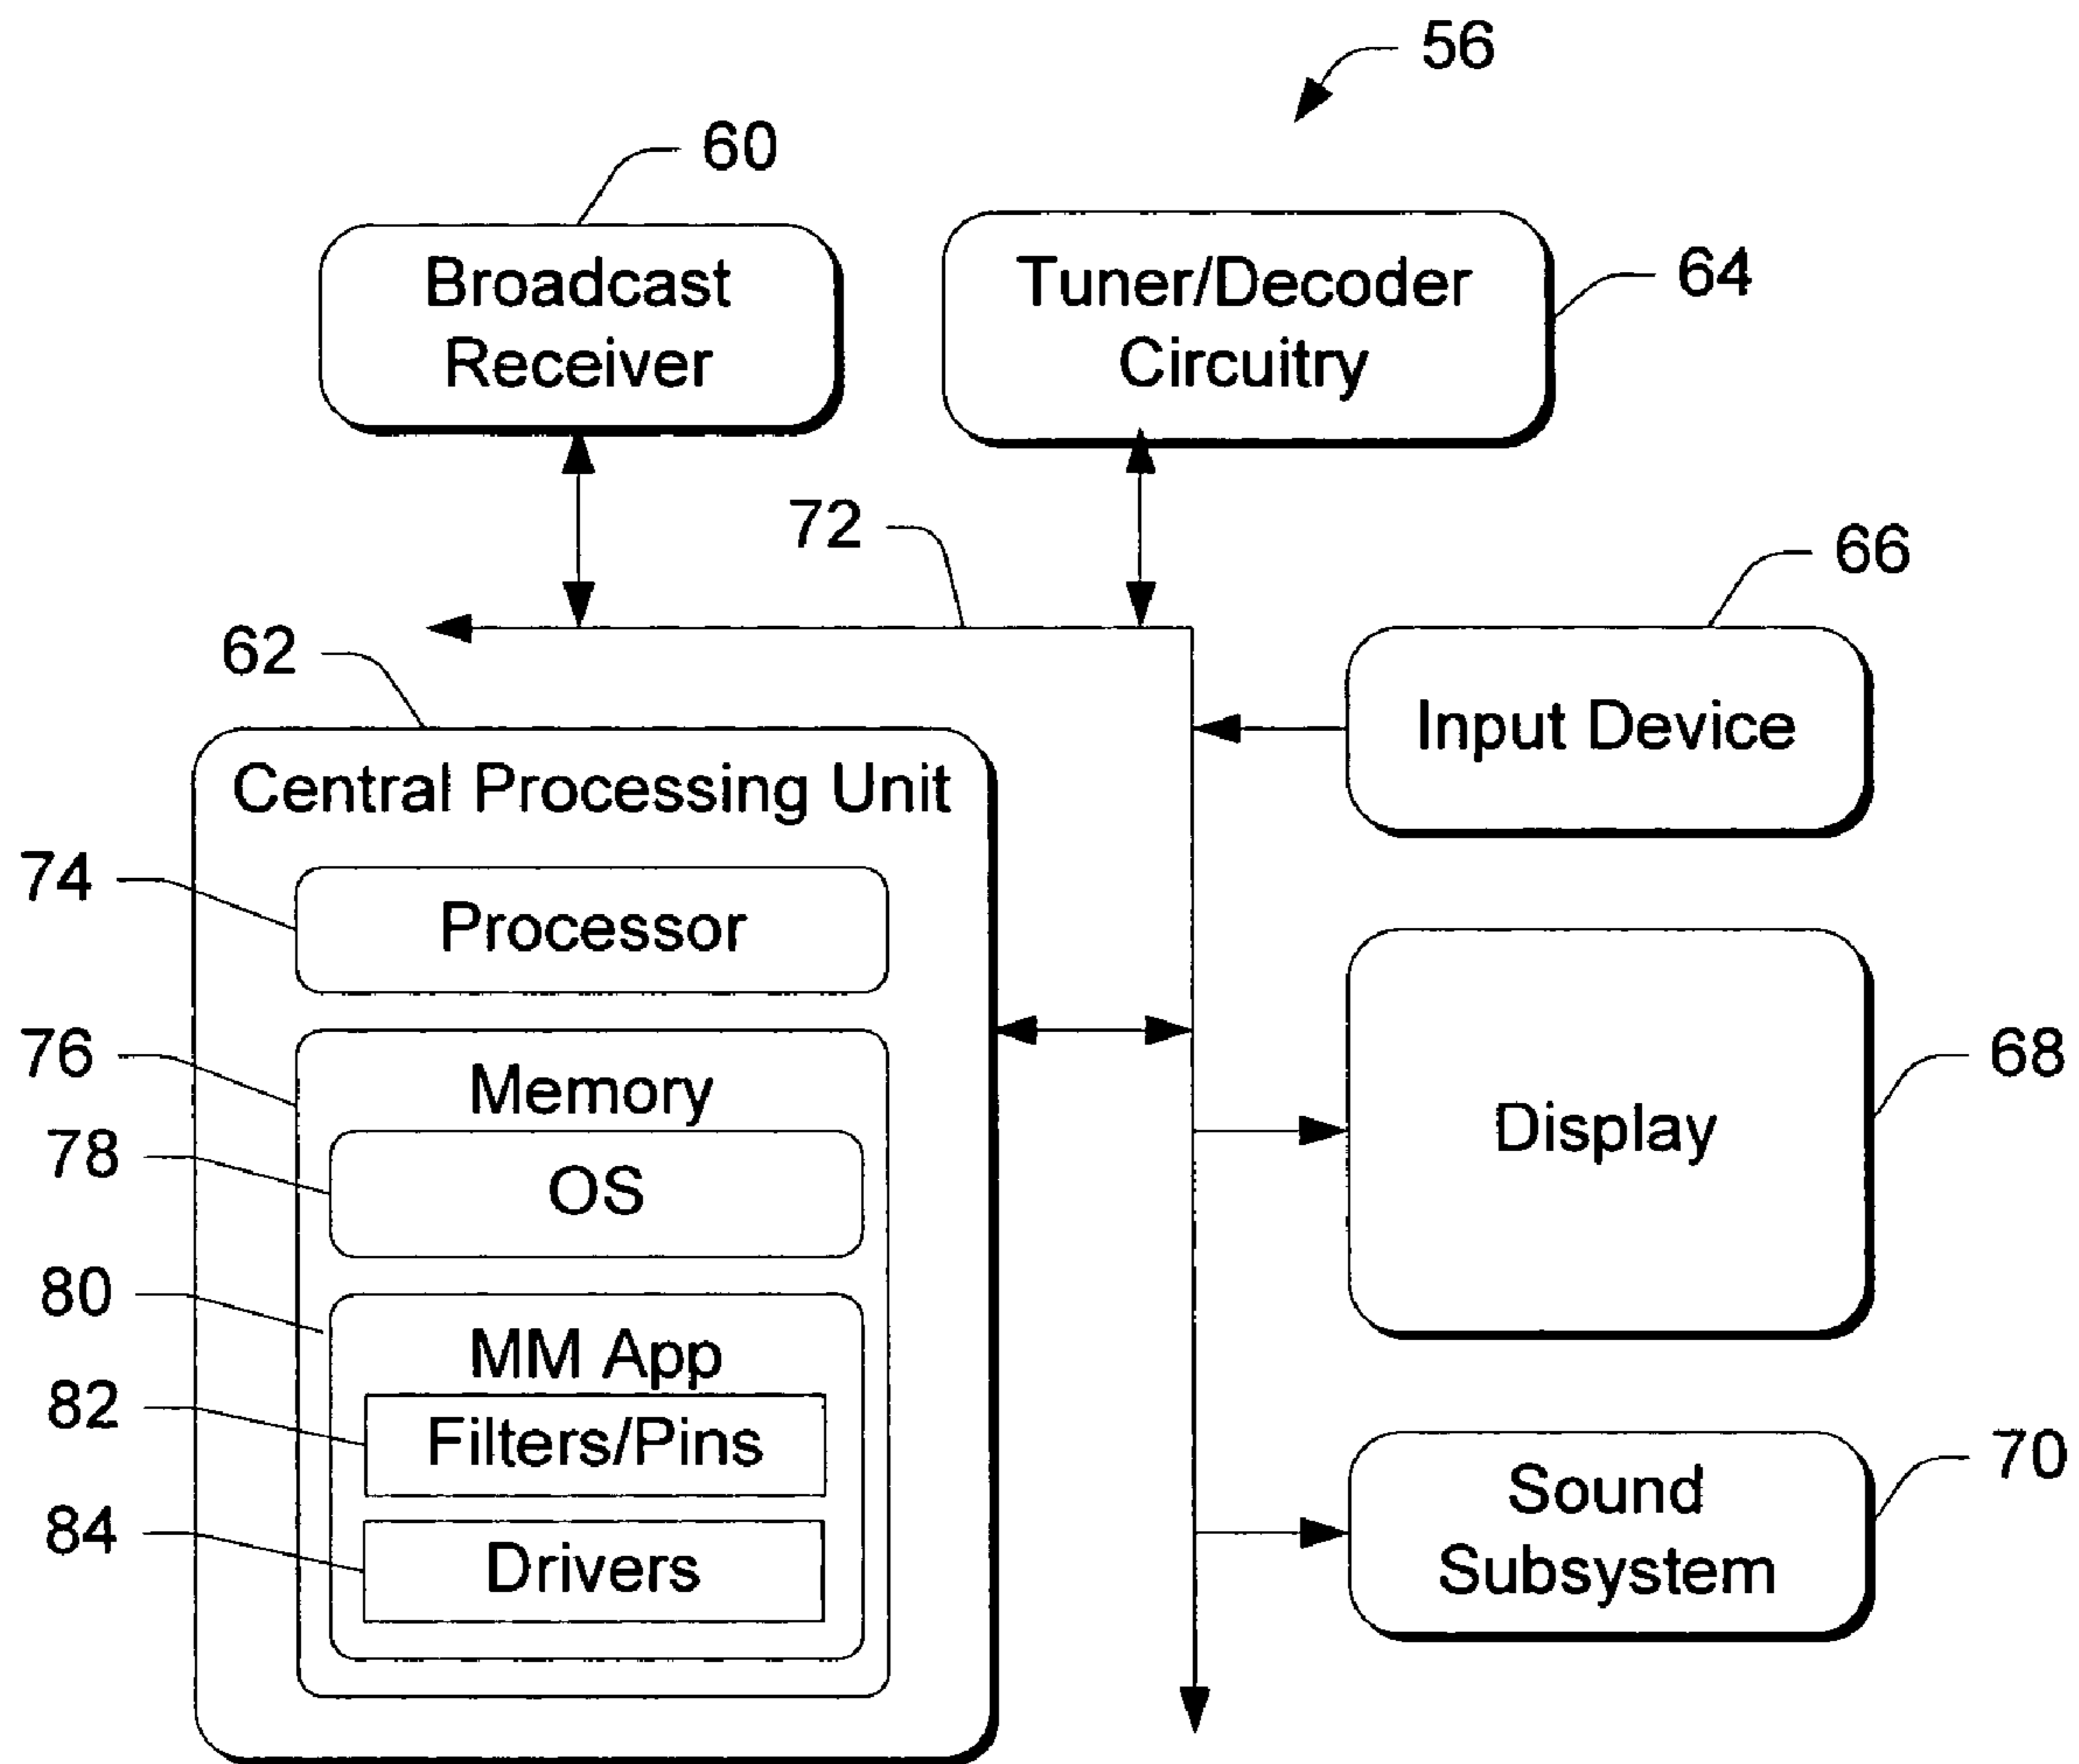 56
60
Broadcast
Receiver
Tuner/Decoder
Circuitry
64
72
66
62
Input Device
Central Processing Unit
74
Processor
76
Memory
68
Display
78
OS
80
MM App
82
Filters/Pins
70
Sound
Subsystem
84
Drivers